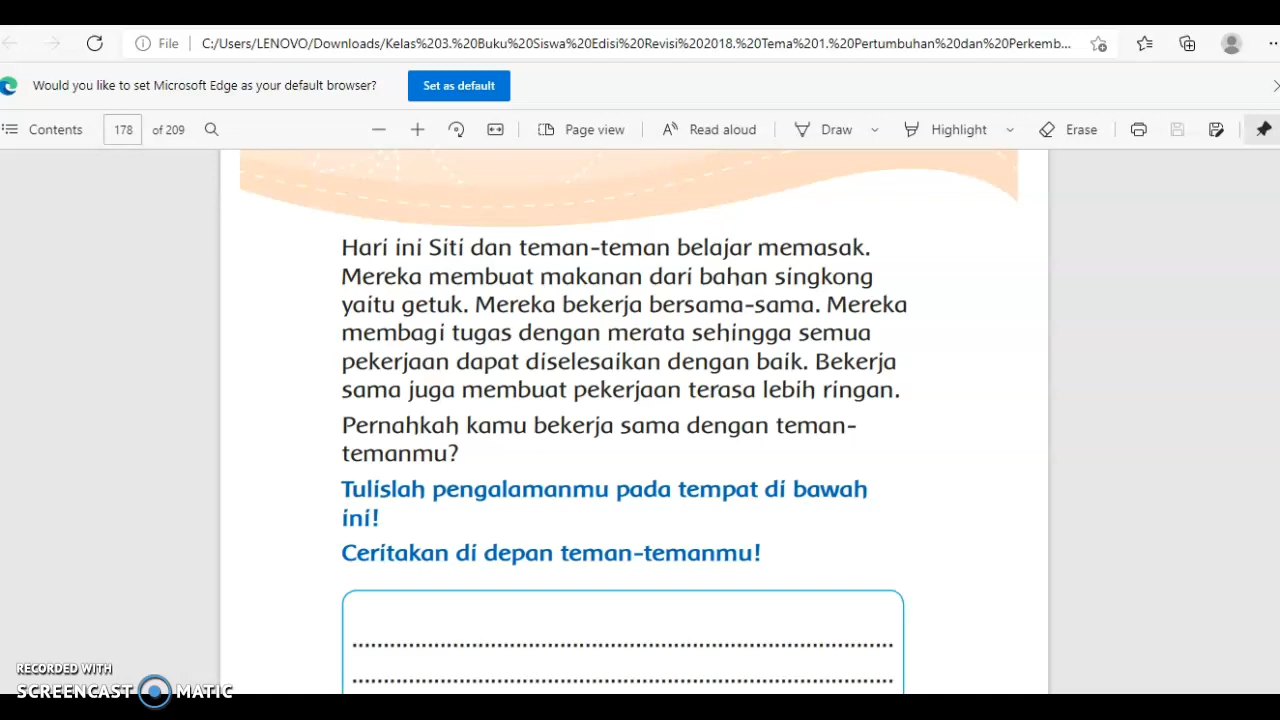 File
C:/Users/LENOVO/Downloads/Kelas%203.%20Buku%20Siswa%20Edisi%20Revisi%202018.%20Tema%201.%20Pertumbuhan%20dan%20Perkemb...
Would you like to set Microsoft Edge as your default browser?
Set as default
Contents 178 of 209 Page view Read aloud Draw Highlight Erase
Hari ini Siti dan teman-teman belajar memasak.
Mereka membuat makanan dari bahan singkong
yaitu getuk. Mereka bekerja bersama-sama. Mereka
membagi tugas dengan merata sehingga semua
pekerjaan dapat diselesaikan dengan baik. Bekerja
sama juga membuat pekerjaan terasa lebih ringan.
Pernahkah kamu bekerja sama dengan teman-
temanmu?
Tulislah pengalamanmu pada tempat di bawah
ini!
Ceritakan di depan teman-temanmu!
RECORDED WITH
SCREENCAST MATIC